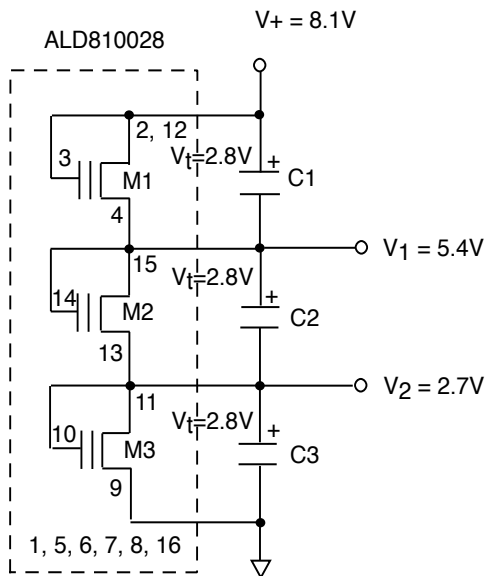 V+ = 8.1V
ALD810028
2, 12
3
Vt=2.8V
+
M1
C1
4
15
V1 = 5.4V
Vt=2.8V
14
+
M2
C2
13
11
V2 = 2.7V
Vt=2.8V
10
+
M3
C3
9
1, 5, 6, 7, 8, 16